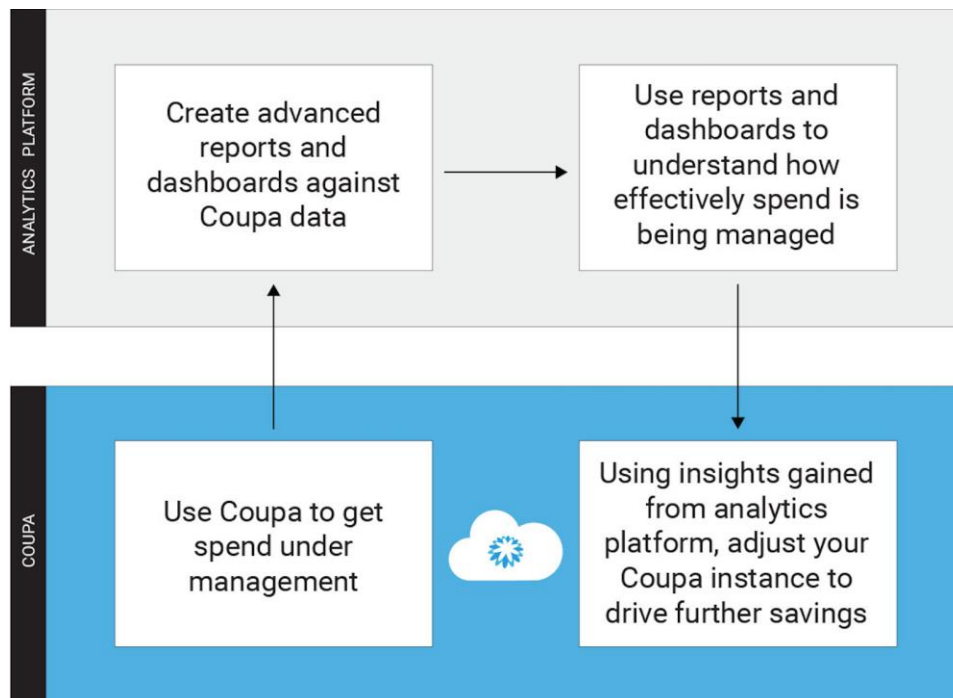 ANALYTICS PLATFORM
Create advanced
reports and
dashboards against
Coupa data
Use reports and
dashboards to
understand how
effectively spend is
being managed
COUPA
Use Coupa to get
spend under
management
Using insights gained
from analytics
platform, adjust your
Coupa instance to
drive further savings